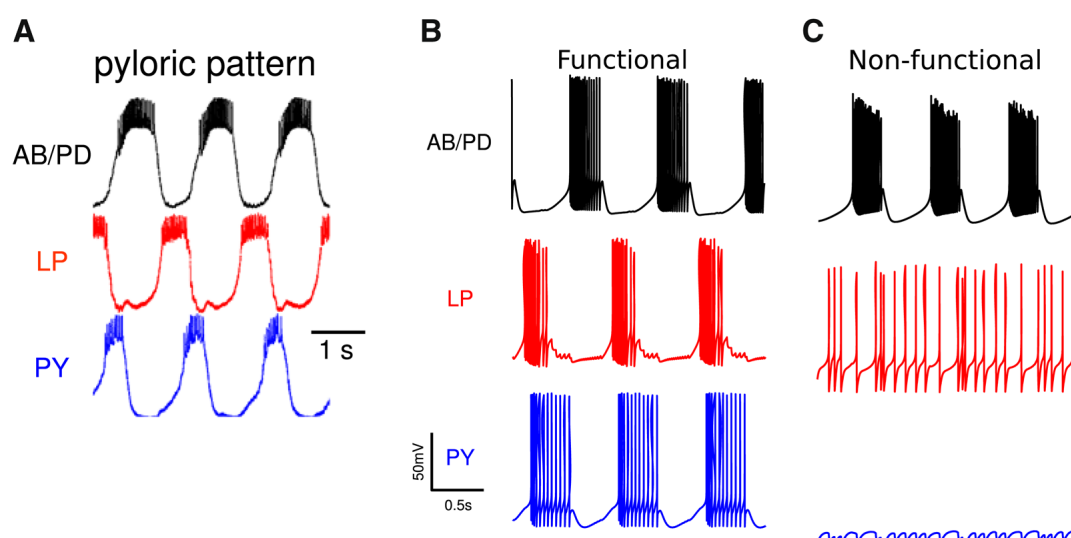 A
pyloric pattern
AB/PD
LP
PY
1 s
B
Functional
AB/PD
LP
PY
50mV
0.5s
C
Non-functional